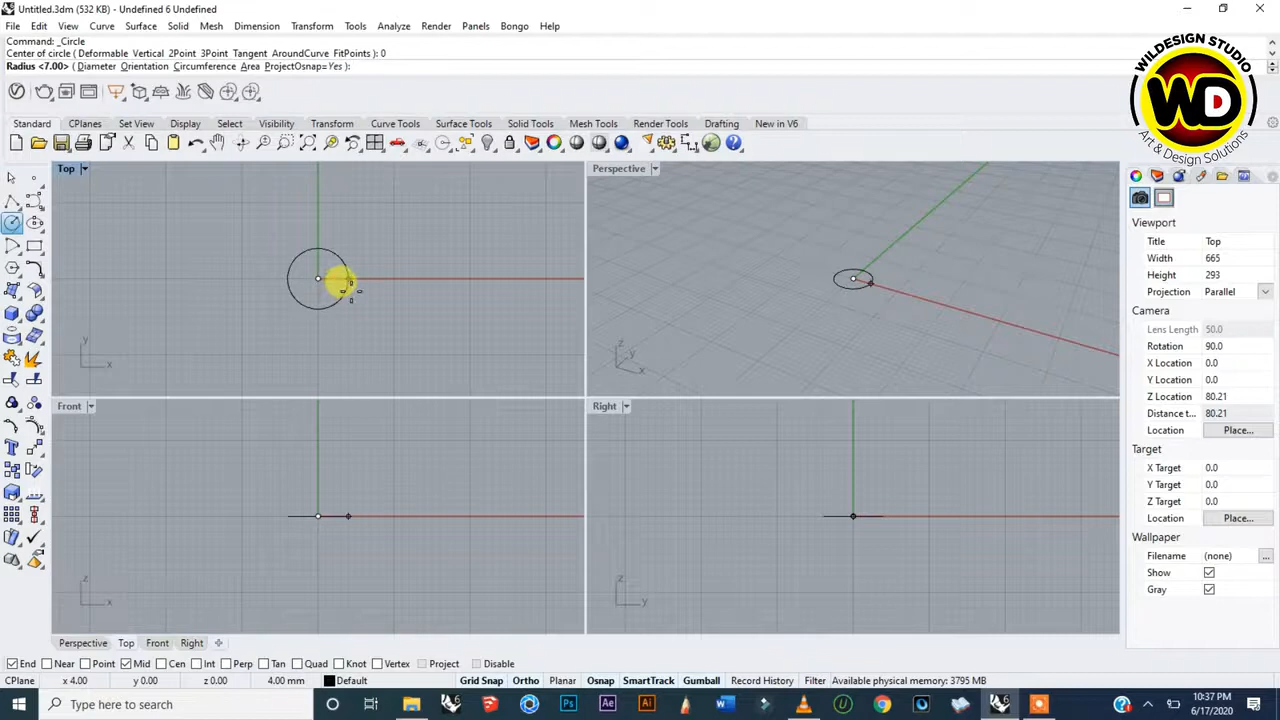 Untitled.3dm (532 KB) - Undefined 6 Undefined
File Edit View Curve Surface Solid Mesh Dimension Transform Tools Analyze Render Panels Bongo Help
Command: _Circle
Center of circle ( Deformable Vertical 2Point 3Point Tangent AroundCurve FitPoints ): 0
Radius <7.00> ( Diameter Orientation Circumference Area ProjectOsnap=Yes ):
WILDESIGN STUDIO
WD
Art & Design Solutions
Standard CPlanes Set View Display Select Visibility Transform Curve Tools Surface Tools Solid Tools Mesh Tools Render Tools Drafting New in V6
Top
Perspective
y
x
z
y
x
Front
Right
z
x
z
y
Viewport
Title Top
Width 665
Height 293
Projection Parallel
Camera
Lens Length 50.0
Rotation 90.0
X Location 0.0
Y Location 0.0
Z Location 80.21
Distance t... 80.21
Location Place...
Target
X Target 0.0
Y Target 0.0
Z Target 0.0
Location Place...
Wallpaper
Filename (none) ...
Show
Gray
Perspective Top Front Right
End Near Point Mid Cen Int Perp Tan Quad Knot Vertex Project Disable
CPlane x 4.00 y 0.00 z 0.00 4.00 mm Default Grid Snap Ortho Planar Osnap SmartTrack Gumball Record History Filter Available physical memory: 3795 MB
Type here to search
10:37 PM
6/17/2020